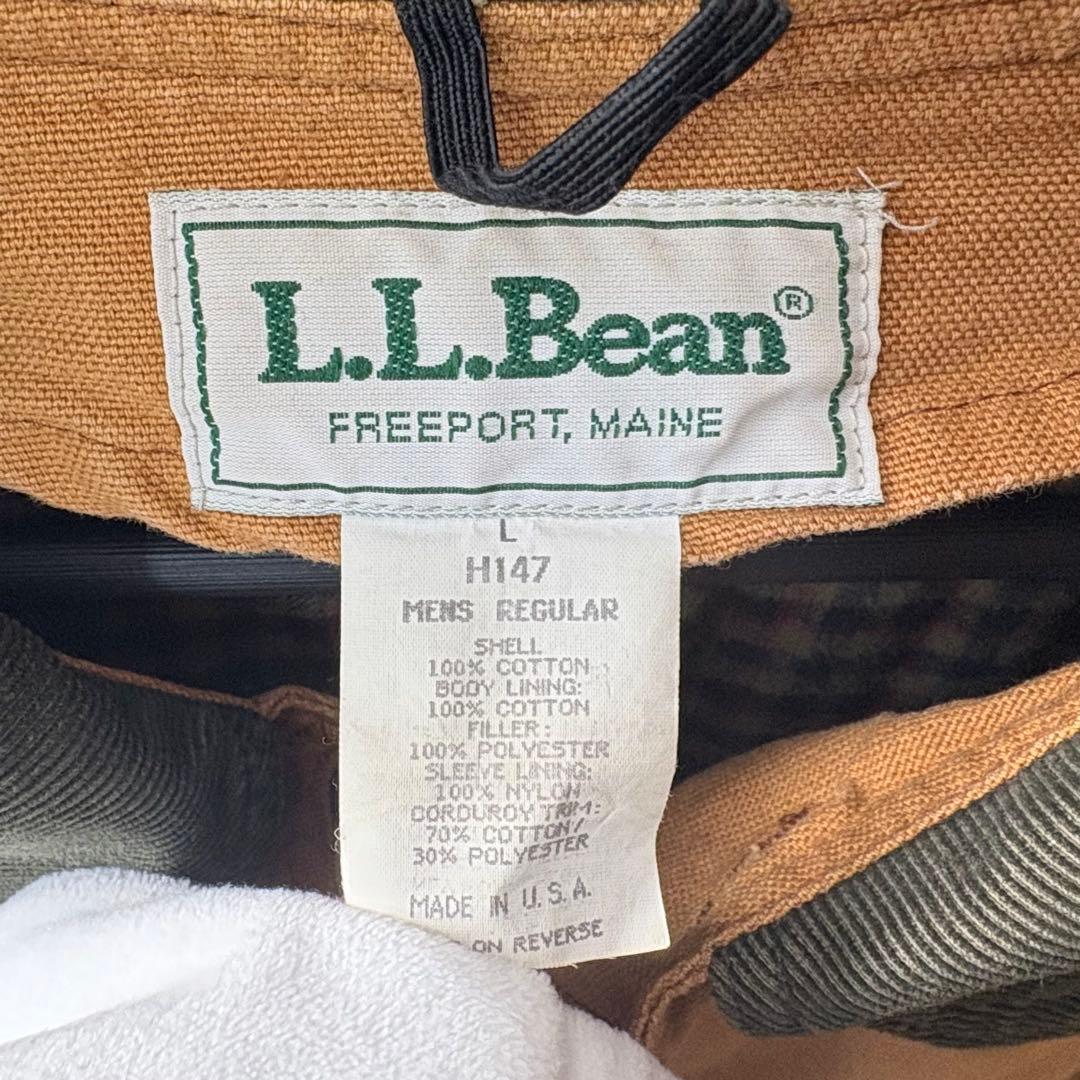 L.L.Bean®
FREEPORT, MAINE
L
H147
MENS REGULAR
SHELL
100% COTTON
BODY LINING:
100% COTTON
FILLER:
100% POLYESTER
SLEEVE LINING:
100% NYLON
CORDUROY TRIM:
70% COTTON/
30% POLYESTER
MADE IN U.S.A.
ON REVERSE